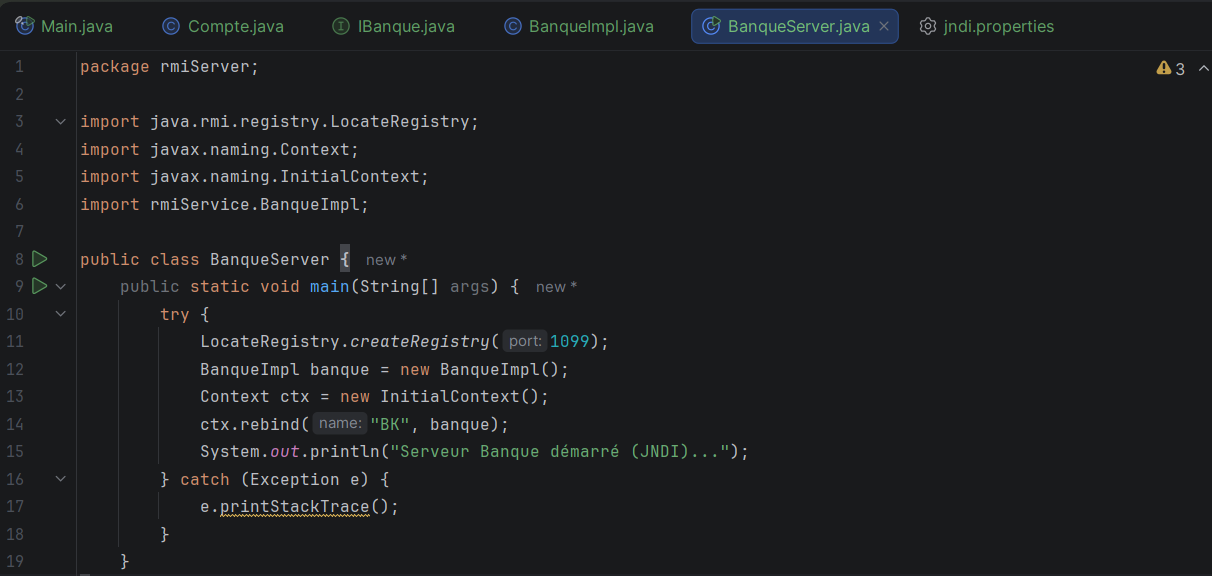 Main.java Compte.java IBanque.java BanqueImpl.java BanqueServer.java jndi.properties
1 package rmiServer; 3
2
3 import java.rmi.registry.LocateRegistry;
4 import javax.naming.Context;
5 import javax.naming.InitialContext;
6 import rmiService.BanqueImpl;
7
8 public class BanqueServer { new *
9 public static void main(String[] args) { new *
10 try {
11 LocateRegistry.createRegistry( port: 1099);
12 BanqueImpl banque = new BanqueImpl();
13 Context ctx = new InitialContext();
14 ctx.rebind( name: "BK", banque);
15 System.out.println("Serveur Banque démarré (JNDI)...");
16 } catch (Exception e) {
17 e.printStackTrace();
18 }
19 }